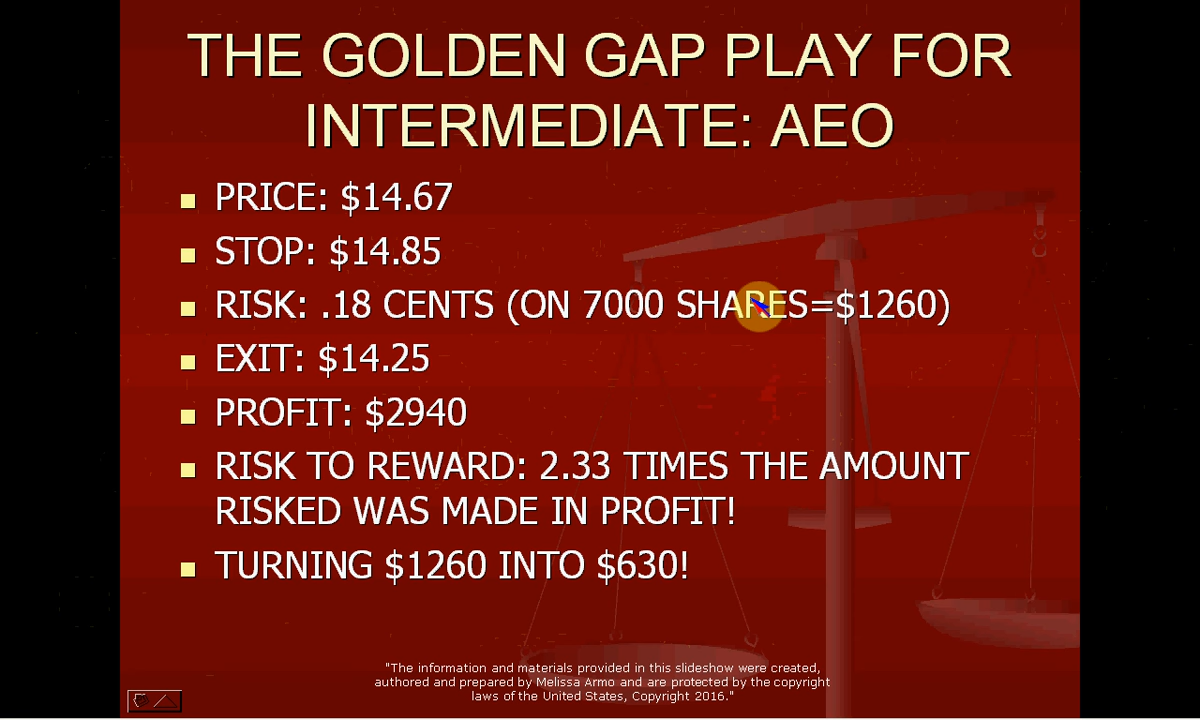 THE GOLDEN GAP PLAY FOR
INTERMEDIATE: AEO
PRICE: $14.67
STOP: $14.85
RISK: .18 CENTS (ON 7000 SHARES=$1260)
EXIT: $14.25
PROFIT: $2940
RISK TO REWARD: 2.33 TIMES THE AMOUNT
RISKED WAS MADE IN PROFIT!
TURNING $1260 INTO $630!
"The information and materials provided in this slideshow were created,
authored and prepared by Melissa Armo and are protected by the copyright
laws of the United States, Copyright 2016."